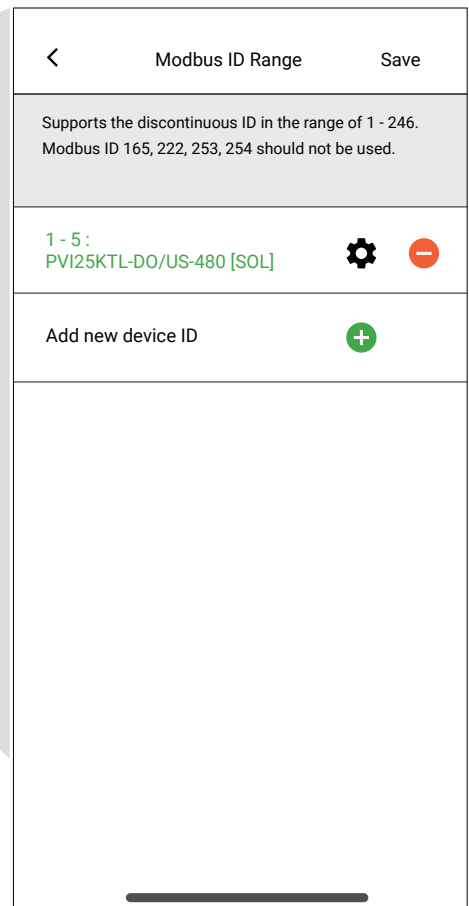 Modbus ID Range Save
Supports the discontinuous ID in the range of 1 - 246.
Modbus ID 165, 222, 253, 254 should not be used.
1 - 5 :
PVI25KTL-DO/US-480 [SOL]
Add new device ID